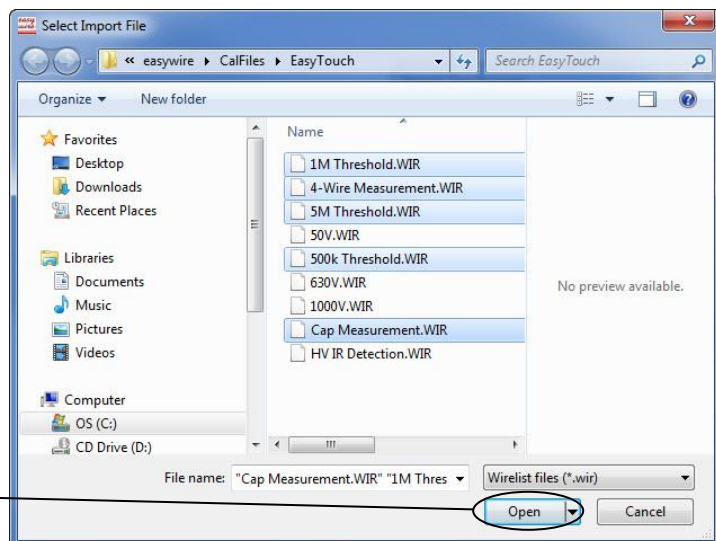 Select Import File
« easywire ▸ CalFiles ▸ EasyTouch
Search EasyTouch
Organize ▾ New folder
Favorites
Desktop
Downloads
Recent Places
Libraries
Documents
Music
Pictures
Videos
Computer
OS (C:)
CD Drive (D:)
Name
1M Threshold.WIR
4-Wire Measurement.WIR
5M Threshold.WIR
50V.WIR
500k Threshold.WIR
630V.WIR
1000V.WIR
Cap Measurement.WIR
HV IR Detection.WIR
No preview available.
File name: "Cap Measurement.WIR" "1M Thres
Wirelist files (*.wir)
Open
Cancel